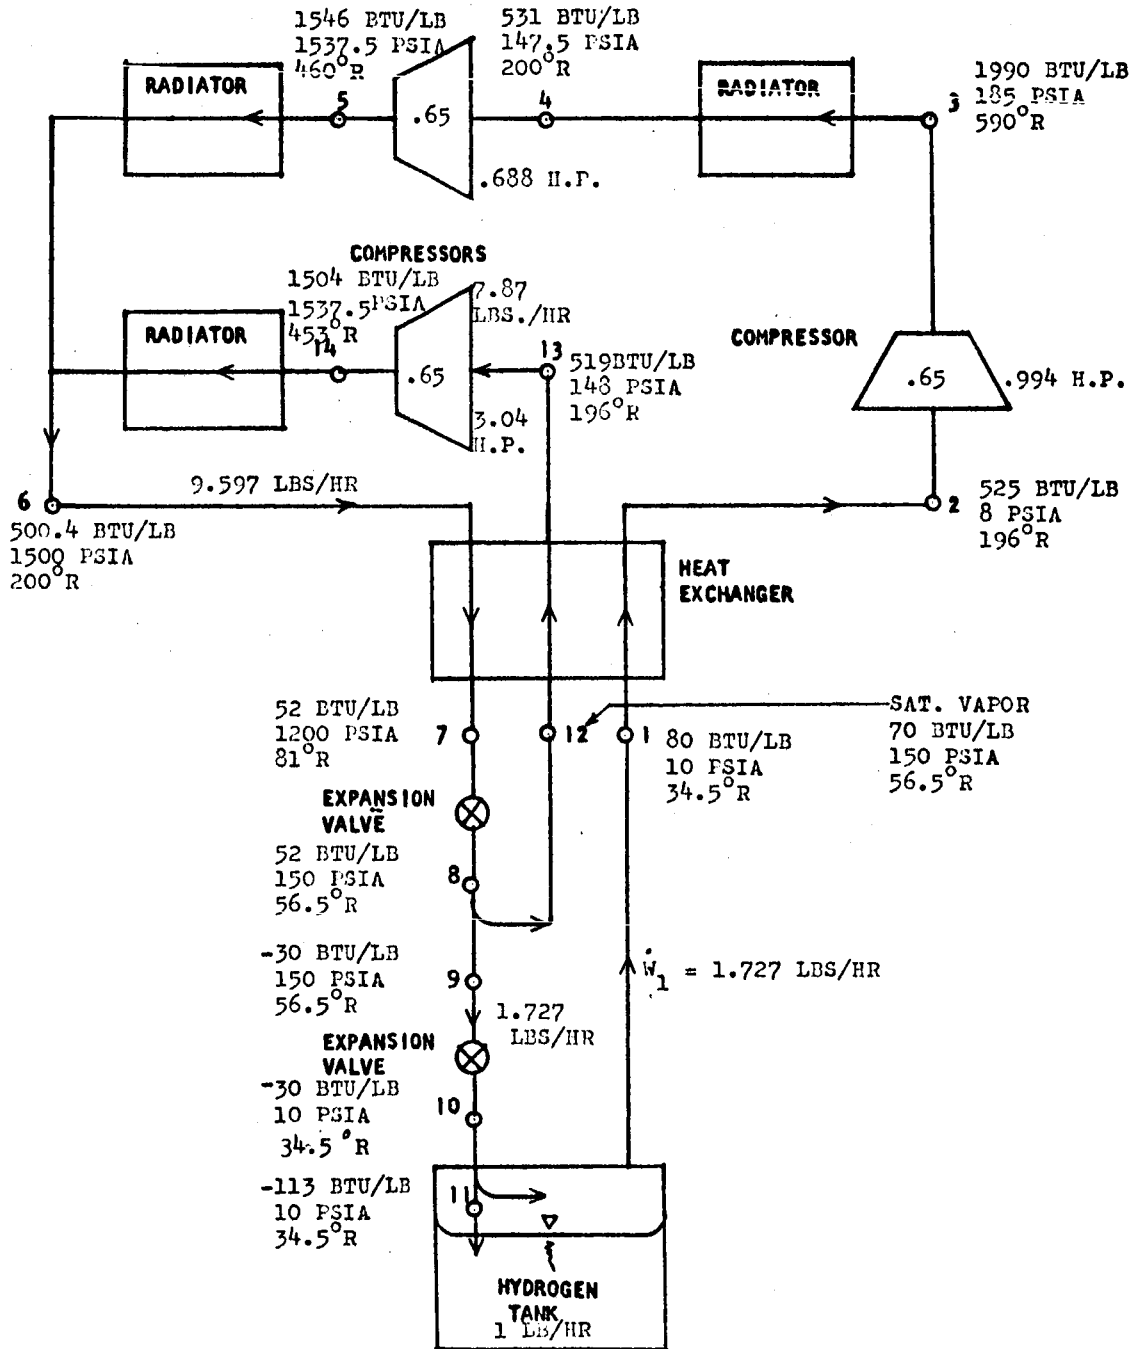 1546 BTU/LB
1537.5 PSIA
460°R
531 BTU/LB
147.5 PSIA
200°R
RADIATOR
5
.65
4
RADIATOR
3
1990 BTU/LB
185 PSIA
590°R
.688 H.P.
COMPRESSORS
1504 BTU/LB
1537.5 PSIA
453°R
14
7.87
LBS./HR
RADIATOR
.65
13
519BTU/LB
148 PSIA
196°R
3.04
H.P.
COMPRESSOR
.65
.994 H.P.
9.597 LBS/HR
6
500.4 BTU/LB
1500 PSIA
200°R
2
525 BTU/LB
8 PSIA
196°R
HEAT
EXCHANGER
52 BTU/LB
1200 PSIA
81°R
7
12
1
80 BTU/LB
10 PSIA
34.5°R
SAT. VAPOR
70 BTU/LB
150 PSIA
56.5°R
EXPANSION
VALVE
52 BTU/LB
150 PSIA
56.5°R
8
-30 BTU/LB
150 PSIA
56.5°R
9
1.727
LBS/HR
Ẇ1 = 1.727 LBS/HR
EXPANSION
VALVE
-30 BTU/LB
10 PSIA
34.5°R
10
-113 BTU/LB
10 PSIA
34.5°R
11
HYDROGEN
TANK
1 LB/HR